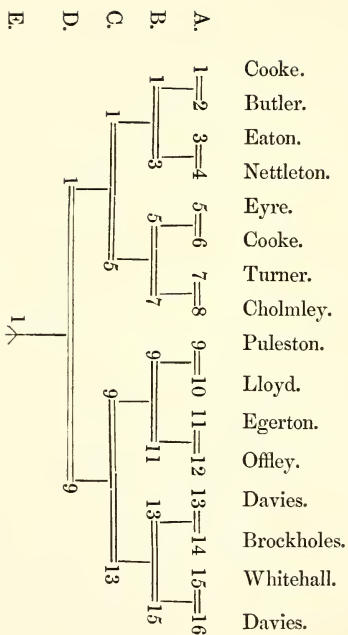 Cooke.
Butler.
Eaton.
Nettleton.
Eyre.
Cooke.
Turner.
Cholmley.
Puleston.
Lloyd.
Egerton.
Offley.
Davies.
Brockholes.
Whitehall.
Davies.
A. 1=2 3=4 5=6 7=8 9=10 11=12 13=14 15=16
B. 1 3 5 7 9 11 13 15
C. 1 5 9 13
D. 1 9
E. 1